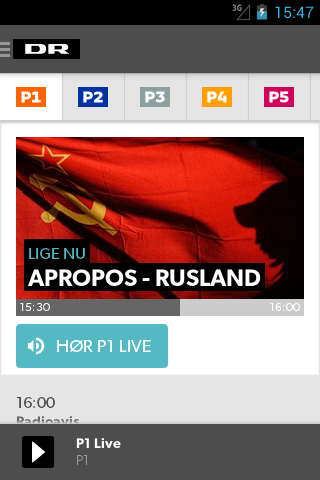 3G 15:47
DR
P1 P2 P3 P4 P5
LIGE NU
APROPOS - RUSLAND
15:30 16:00
HØR P1 LIVE
16:00
Radioavis
P1 Live
P1